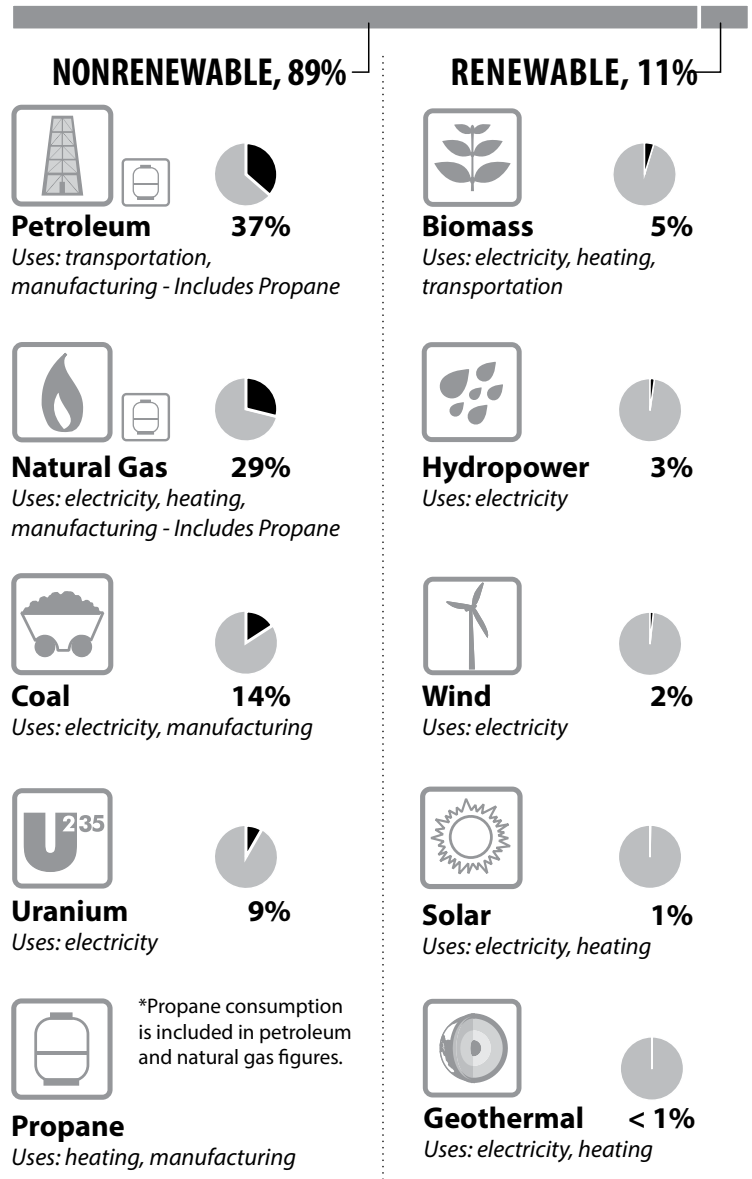 NONRENEWABLE, 89%
Petroleum 37%
Uses: transportation,
manufacturing - Includes Propane
Natural Gas 29%
Uses: electricity, heating,
manufacturing - Includes Propane
Coal 14%
Uses: electricity, manufacturing
U235
Uranium 9%
Uses: electricity
*Propane consumption
is included in petroleum
and natural gas figures.
Propane
Uses: heating, manufacturing
RENEWABLE, 11%
Biomass 5%
Uses: electricity, heating,
transportation
Hydropower 3%
Uses: electricity
Wind 2%
Uses: electricity
Solar 1%
Uses: electricity, heating
Geothermal < 1%
Uses: electricity, heating